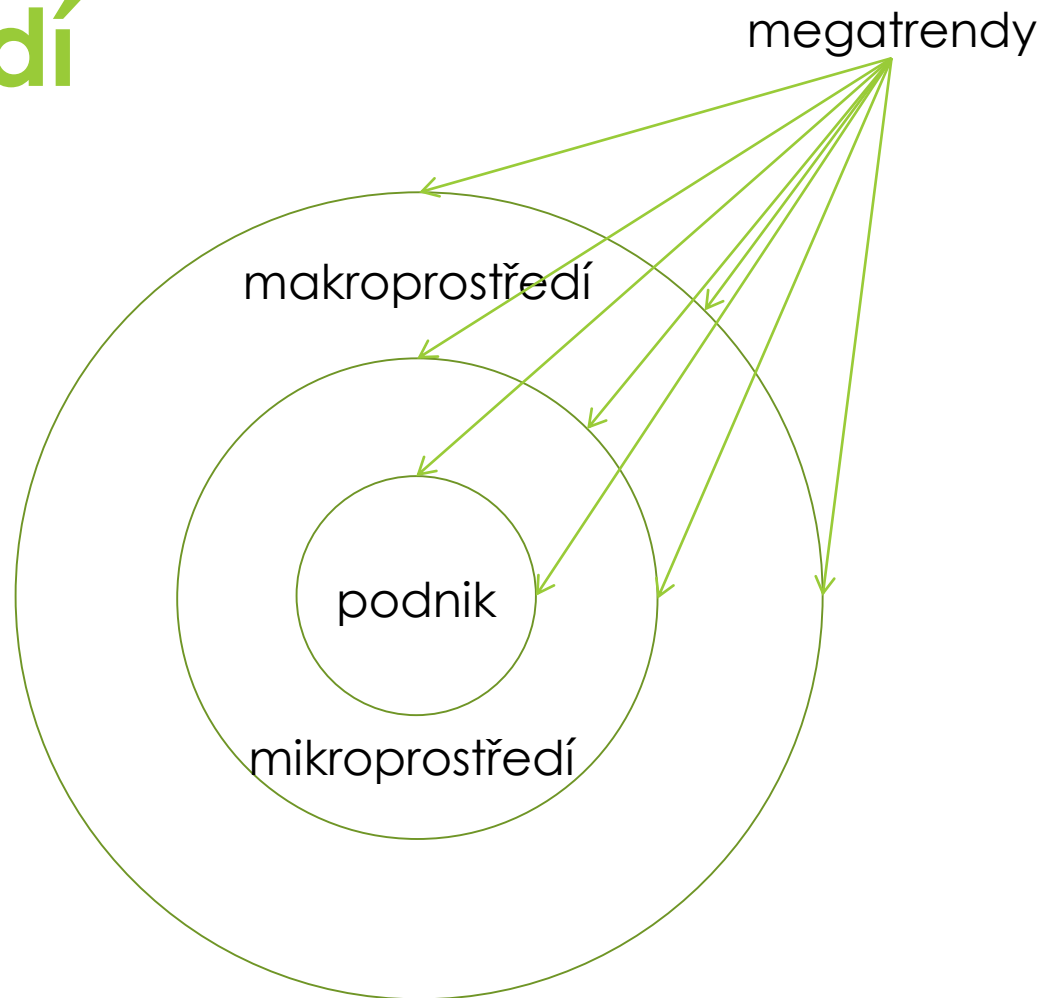 dí
megatrendy
makroprostředí
podnik
mikroprostředí